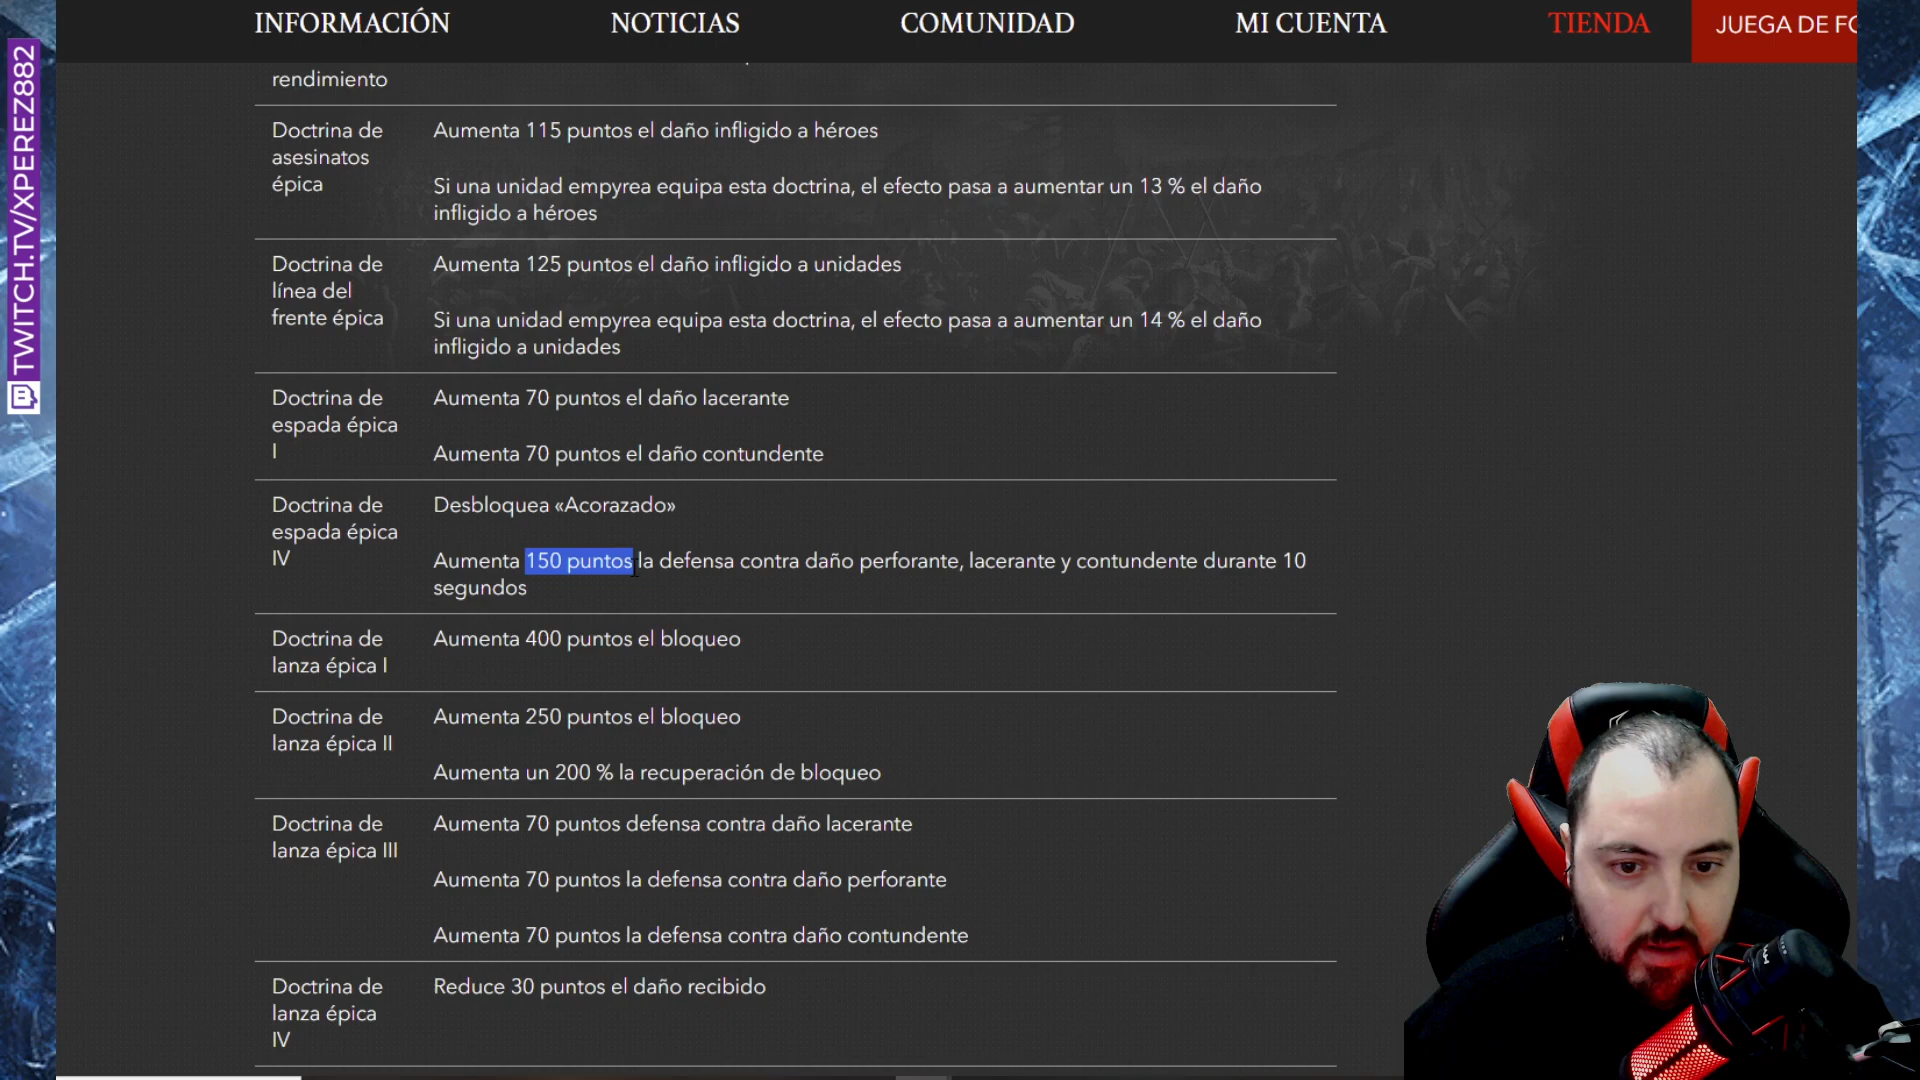 INFORMACIÓN NOTICIAS COMUNIDAD MI CUENTA TIENDA JUEGA DE FO
TWITCH.TV/XPEREZ882
rendimiento
Doctrina de
asesinatos
épica
Aumenta 115 puntos el daño infligido a héroes
Si una unidad empyrea equipa esta doctrina, el efecto pasa a aumentar un 13 % el daño
infligido a héroes
Doctrina de
línea del
frente épica
Aumenta 125 puntos el daño infligido a unidades
Si una unidad empyrea equipa esta doctrina, el efecto pasa a aumentar un 14 % el daño
infligido a unidades
Doctrina de
espada épica
I
Aumenta 70 puntos el daño lacerante
Aumenta 70 puntos el daño contundente
Doctrina de
espada épica
IV
Desbloquea «Acorazado»
Aumenta 150 puntos la defensa contra daño perforante, lacerante y contundente durante 10
segundos
Doctrina de
lanza épica I
Aumenta 400 puntos el bloqueo
Doctrina de
lanza épica II
Aumenta 250 puntos el bloqueo
Aumenta un 200 % la recuperación de bloqueo
Doctrina de
lanza épica III
Aumenta 70 puntos defensa contra daño lacerante
Aumenta 70 puntos la defensa contra daño perforante
Aumenta 70 puntos la defensa contra daño contundente
Doctrina de
lanza épica
IV
Reduce 30 puntos el daño recibido